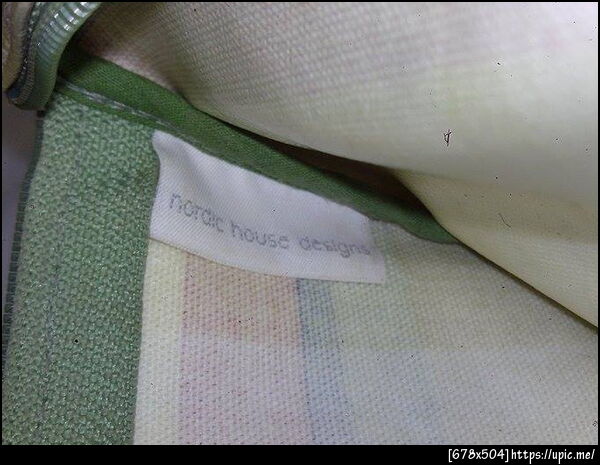 nordic house designs
[678x504]https://upic.me/